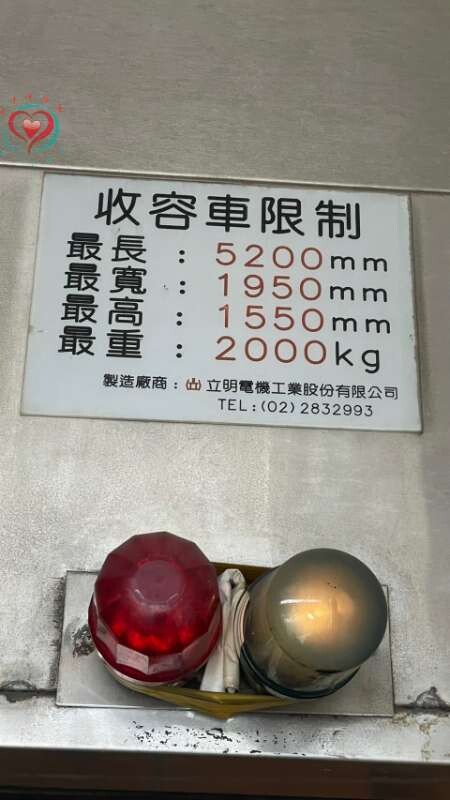 收容車限制
最長：5200mm
最寬：1950mm
最高：1550mm
最重：2000kg
製造廠商：立明電機工業股份有限公司
TEL:(02)2832993